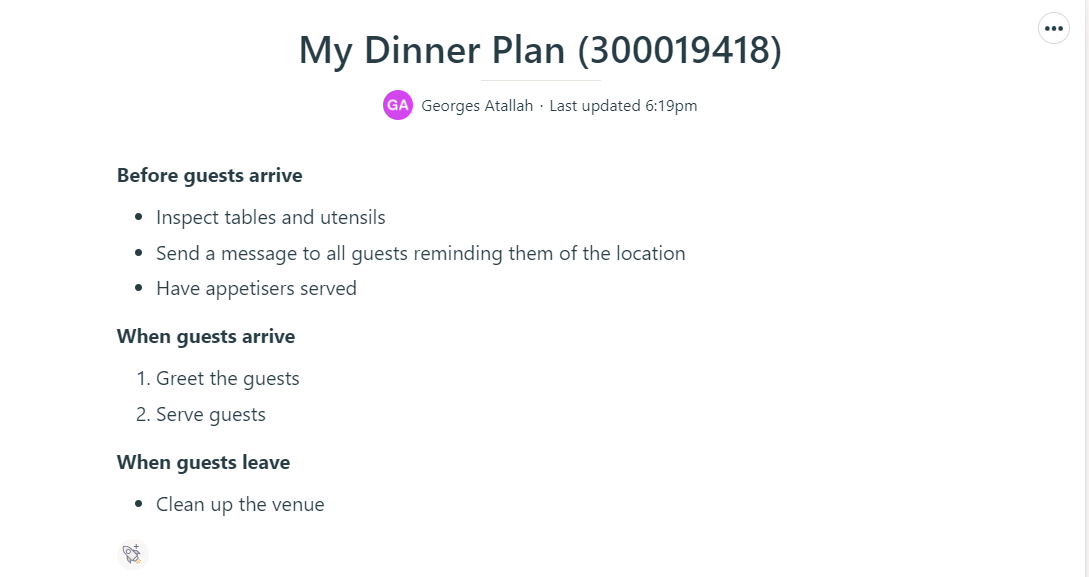 My Dinner Plan (300019418)
GA Georges Atallah · Last updated 6:19pm
Before guests arrive
• Inspect tables and utensils
• Send a message to all guests reminding them of the location
• Have appetisers served
When guests arrive
1. Greet the guests
2. Serve guests
When guests leave
• Clean up the venue